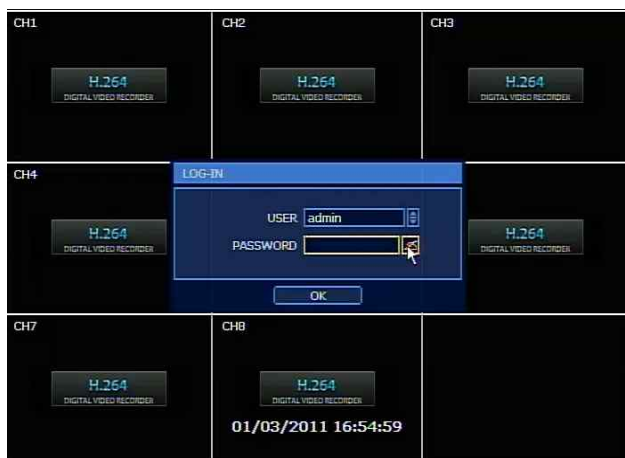 CH1
CH2
CH3
H.264
DIGITAL VIDEO RECORDER
H.264
DIGITAL VIDEO RECORDER
H.264
DIGITAL VIDEO RECORDER
CH4
LOG-IN
USER admin
PASSWORD
OK
H.264
DIGITAL VIDEO RECORDER
H.264
DIGITAL VIDEO RECORDER
CH7
CH8
H.264
DIGITAL VIDEO RECORDER
H.264
DIGITAL VIDEO RECORDER
01/03/2011 16:54:59